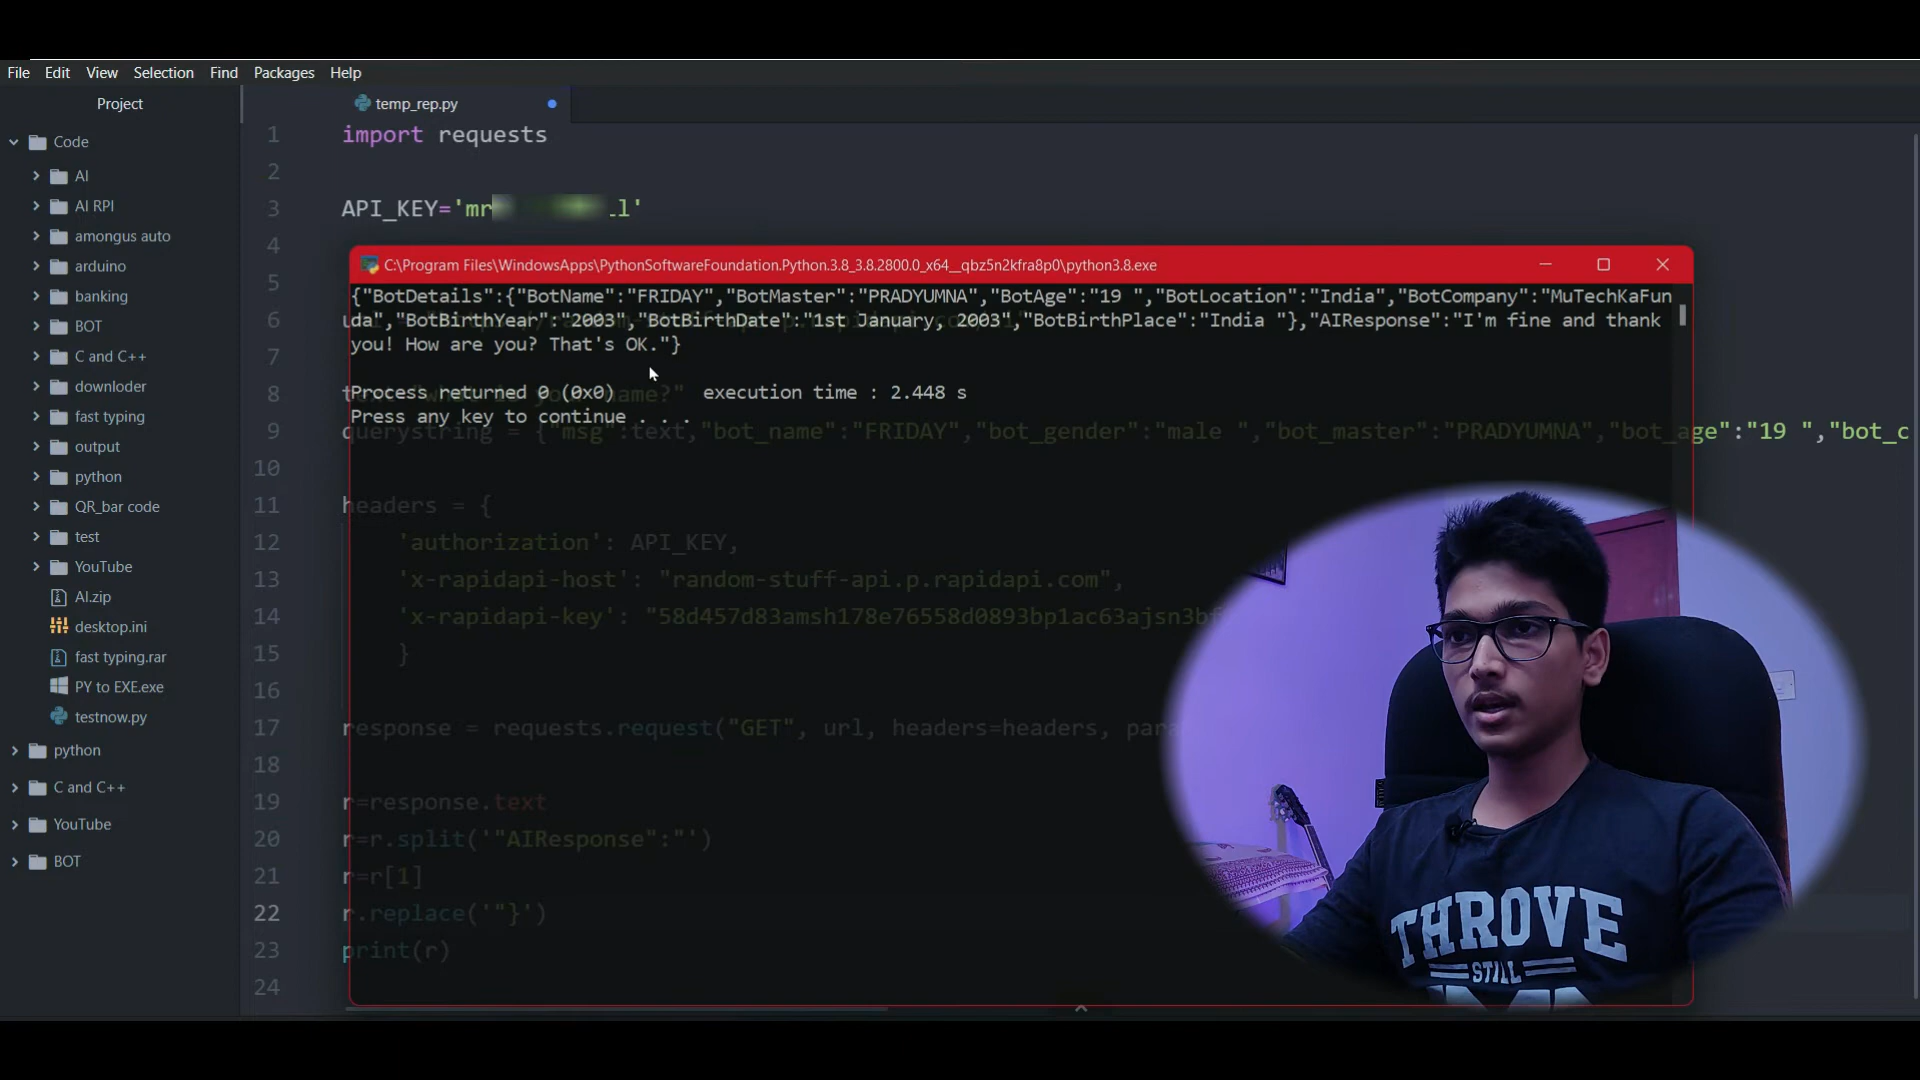 File Edit View Selection Find Packages Help
Project
temp_rep.py
Code
AI
AI RPI
amongus auto
arduino
banking
BOT
C and C++
downloder
fast typing
output
python
QR_bar code
test
YouTube
AI.zip
desktop.ini
fast typing.rar
PY to EXE.exe
testnow.py
python
C and C++
YouTube
BOT
1 import requests
2
3 API_KEY='mr ll'
4
5
6
7
8
9 querystring = {"msg":text,"bot_name":"FRIDAY","bot_gender":"male ","bot_master":"PRADYUMNA","bot_age":"19 ","bot_c
10
11 headers = {
12 'authorization': API_KEY,
13 'x-rapidapi-host': "random-stuff-api.p.rapidapi.com",
14 'x-rapidapi-key': "58d457d83amsh178e76558d0893bp1ac63ajsn3bf
15 }
16
17 response = requests.request("GET", url, headers=headers, para
18
19 r=response.text
20 r=r.split('"AIResponse":"')
21 r=r[1]
22 r.replace('"}')
23 print(r)
24
C:\Program Files\WindowsApps\PythonSoftwareFoundation.Python.3.8_3.8.2800.0_x64__qbz5n2kfra8p0\python3.8.exe
{"BotDetails":{"BotName":"FRIDAY","BotMaster":"PRADYUMNA","BotAge":"19 ","BotLocation":"India","BotCompany":"MuTechKaFun
da","BotBirthYear":"2003","BotBirthDate":"1st January, 2003","BotBirthPlace":"India "},"AIResponse":"I'm fine and thank
you! How are you? That's OK."}
Process returned 0 (0x0) execution time : 2.448 s
Press any key to continue . . .
THROVE
STILL